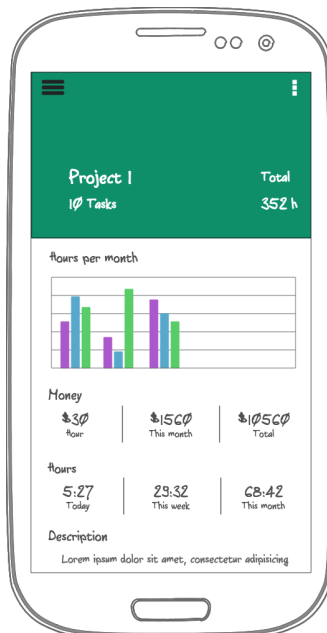 Project 1 Total
10 Tasks 352 h
Hours per month
Money
$30 $1560 $10560
Hour This month Total
Hours
5:27 29:32 68:42
Today This week This month
Description
Lorem ipsum dolor sit amet, consectetur adipisicing